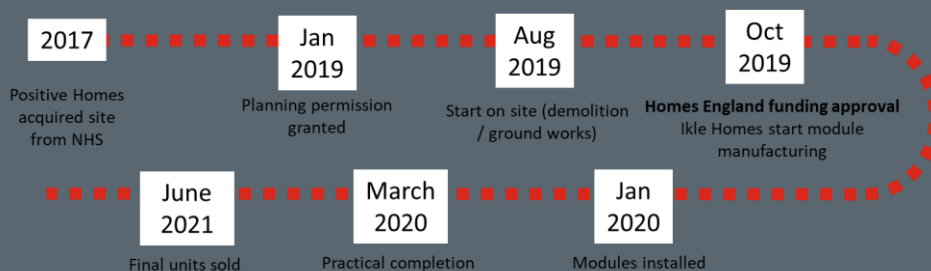 2017
Positive Homes
acquired site
from NHS
Jan
2019
Planning permission
granted
Aug
2019
Start on site (demolition
/ ground works)
Oct
2019
Homes England funding approval
Ikle Homes start module
manufacturing
Jan
2020
Modules installed
March
2020
Practical completion
June
2021
Final units sold